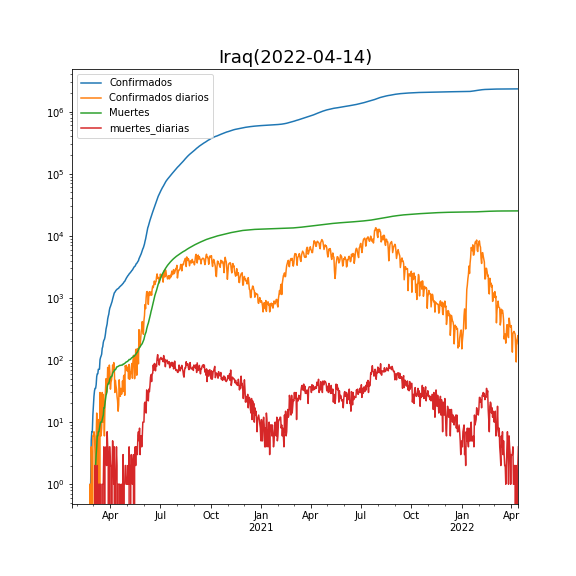 Iraq(2022-04-14)
Confirmados
Confirmados diarios
Muertes
muertes_diarias
10⁶
10⁵
10⁴
10³
10²
10¹
10⁰
Apr Jul Oct Jan Apr Jul Oct Jan Apr
2021 2022